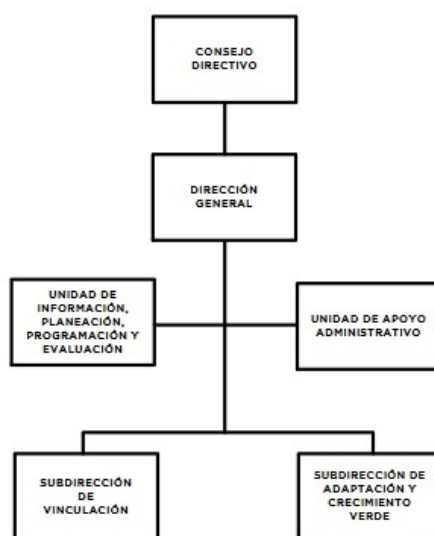 CONSEJO
DIRECTIVO
DIRECCIÓN
GENERAL
UNIDAD DE
INFORMACIÓN,
PLANEACIÓN,
PROGRAMACIÓN Y
EVALUACIÓN
UNIDAD DE APOYO
ADMINISTRATIVO
SUBDIRECCIÓN
DE
VINCULACIÓN
SUBDIRECCIÓN DE
ADAPTACIÓN Y
CRECIMIENTO
VERDE